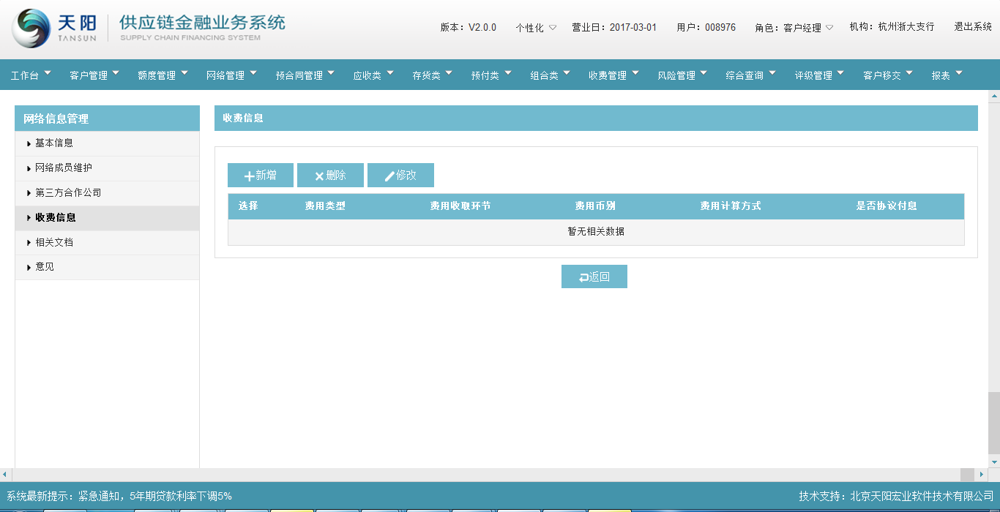 天阳 供应链金融业务系统
TANSUN SUPPLY CHAIN FINANCING SYSTEM
版本：V2.0.0 个性化 营业日：2017-03-01 用户：008976 角色：客户经理 机构：杭州浙大支行 退出系统
工作台 客户管理 额度管理 网络管理 预合同管理 应收类 存货类 预付类 组合类 收费管理 风险管理 综合查询 评级管理 客户移交 报表
网络信息管理
基本信息
网络成员维护
第三方合作公司
收费信息
相关文档
意见
收费信息
新增 删除 修改
选择 费用类型 费用收取环节 费用币别 费用计算方式 是否协议付息
暂无相关数据
返回
系统最新提示：紧急通知，5年期贷款利率下调5% 技术支持：北京天阳宏业软件技术有限公司